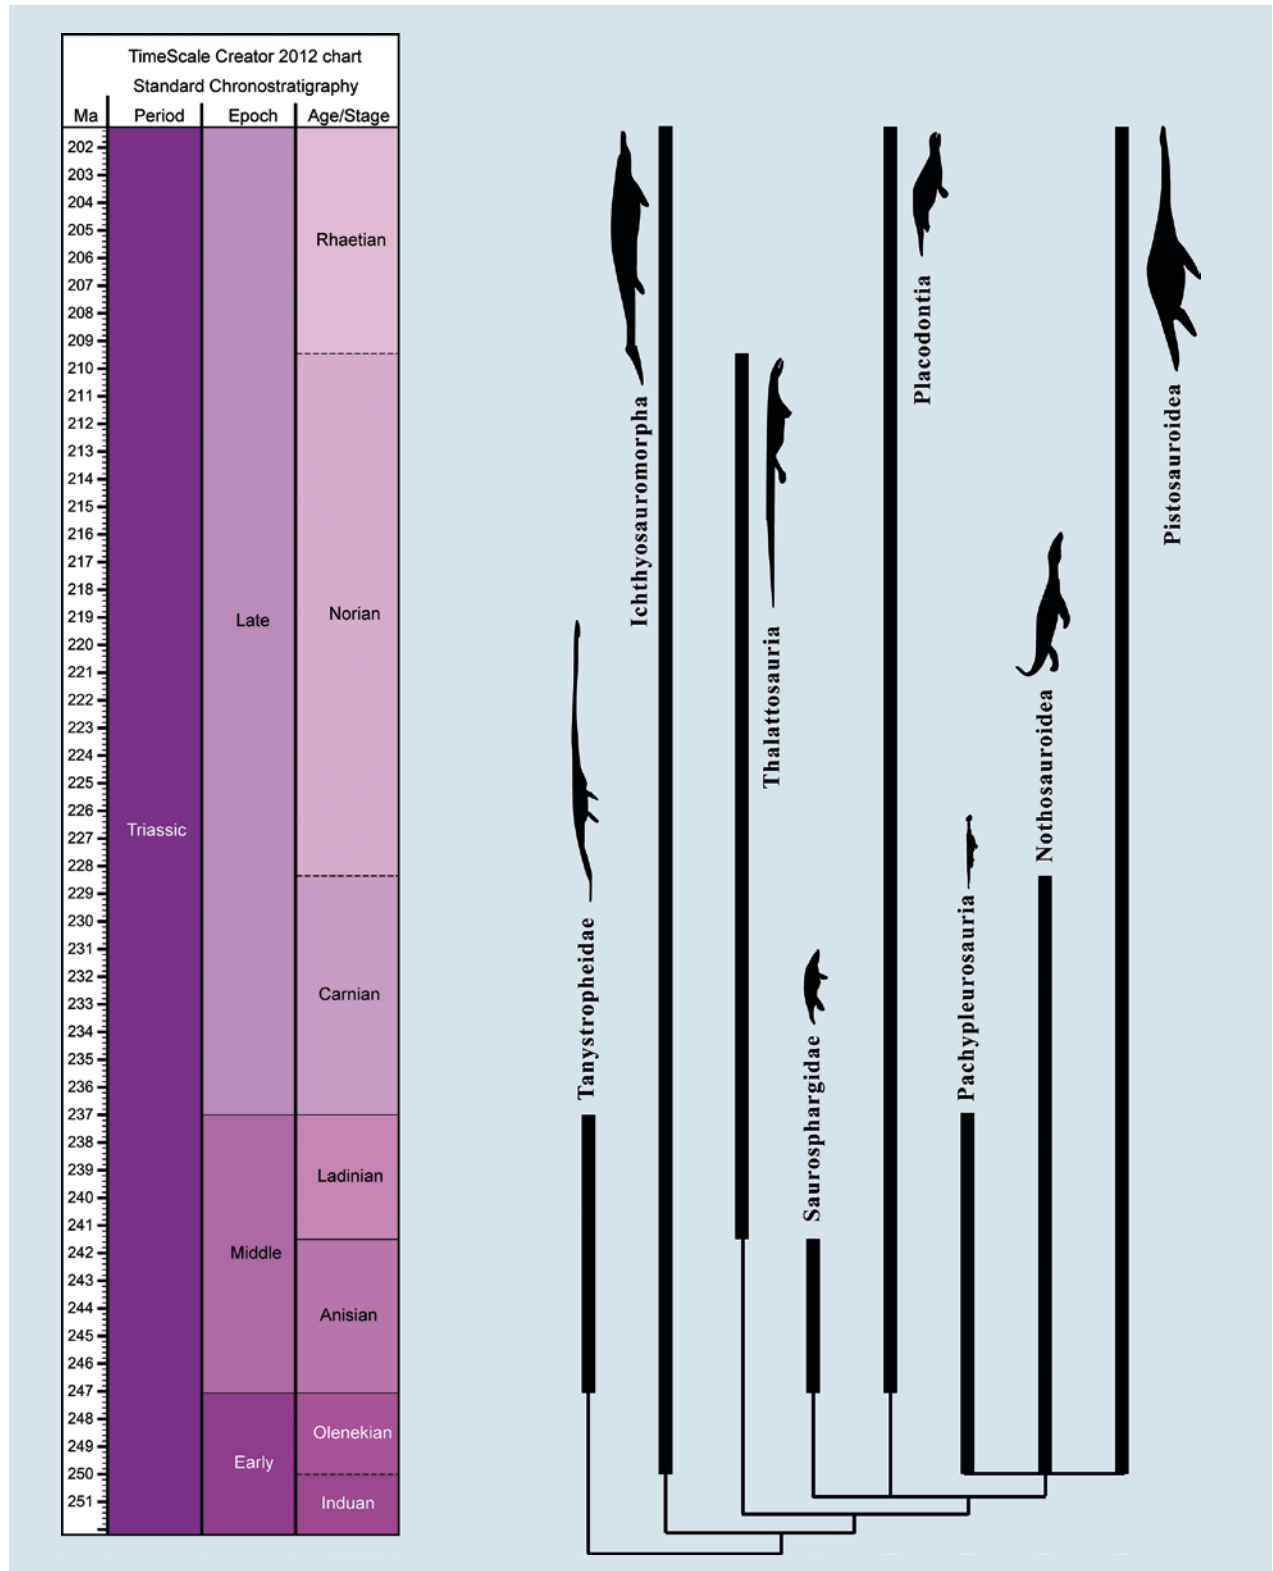 TimeScale Creator 2012 chart
Standard Chronostratigraphy
Ma Period Epoch Age/Stage
202
203
204
205
206
207
208
209
210
211
212
213
214
215
216
217
218
219
220
221
222
223
224
225
226
227
228
229
230
231
232
233
234
235
236
237
238
239
240
241
242
243
244
245
246
247
248
249
250
251
Triassic
Late
Middle
Early
Rhaetian
Norian
Carnian
Ladinian
Anisian
Olenekian
Induan
Tanystropheidae
Ichthyosauromorpha
Thalattosauria
Saurosphargidae
Placodontia
Pachypleurosauria
Nothosauroidea
Pistosauroidea